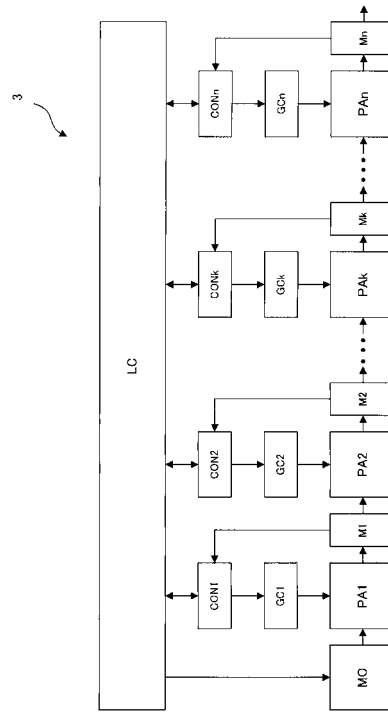 3
LC
CON1
CON2
CONk
CONn
GC1
GC2
GCk
GCn
M1
M2
Mk
Mn
MO
PA1
PA2
PAk
PAn